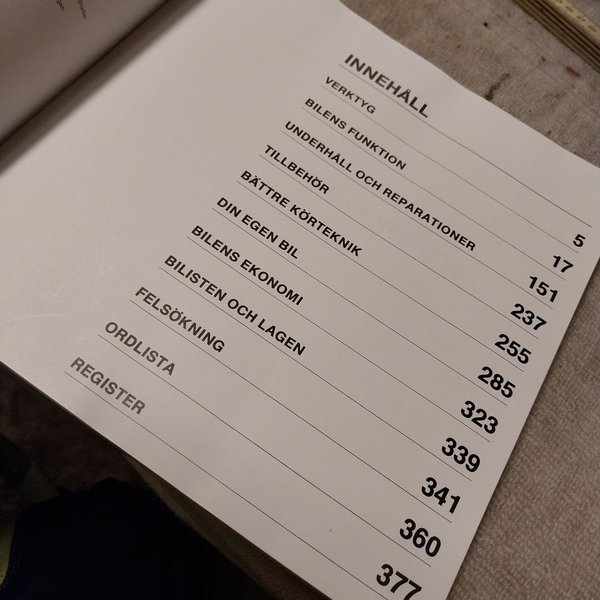 INNEHÅLL
VERKTYG 5
BILENS FUNKTION 17
UNDERHÅLL OCH REPARATIONER 151
TILLBEHÖR 237
BÄTTRE KÖRTEKNIK 255
DIN EGEN BIL 285
BILENS EKONOMI 323
BILISTEN OCH LAGEN 339
FELSÖKNING 341
ORDLISTA 360
REGISTER 377